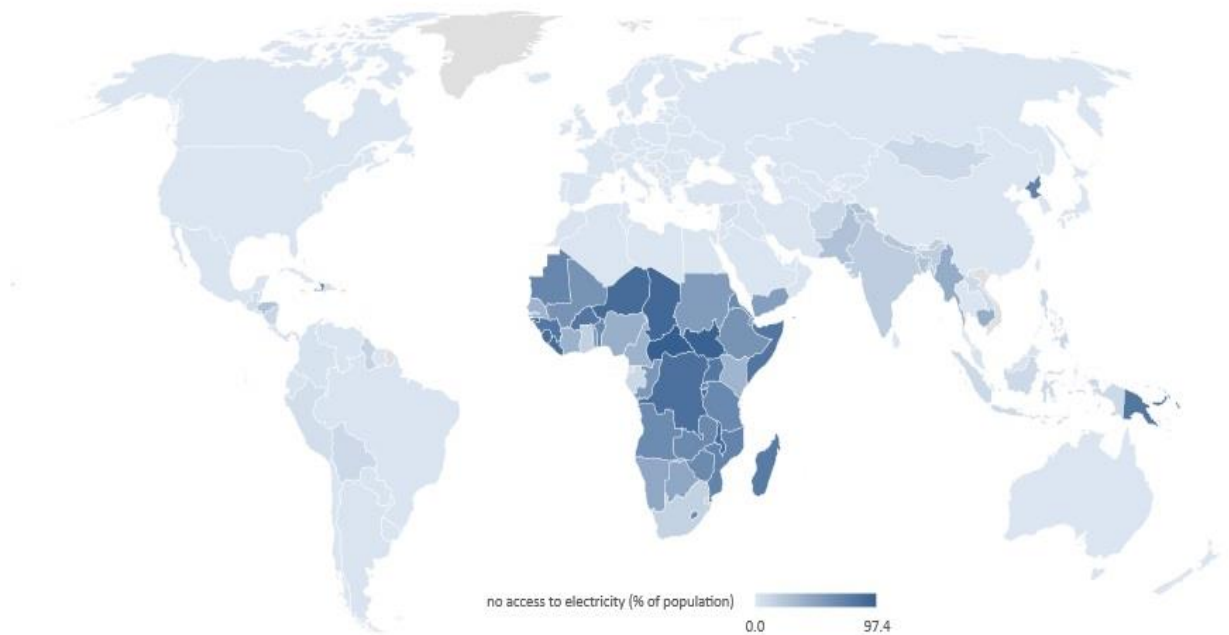 no access to electricity (% of population)
0.0 97.4